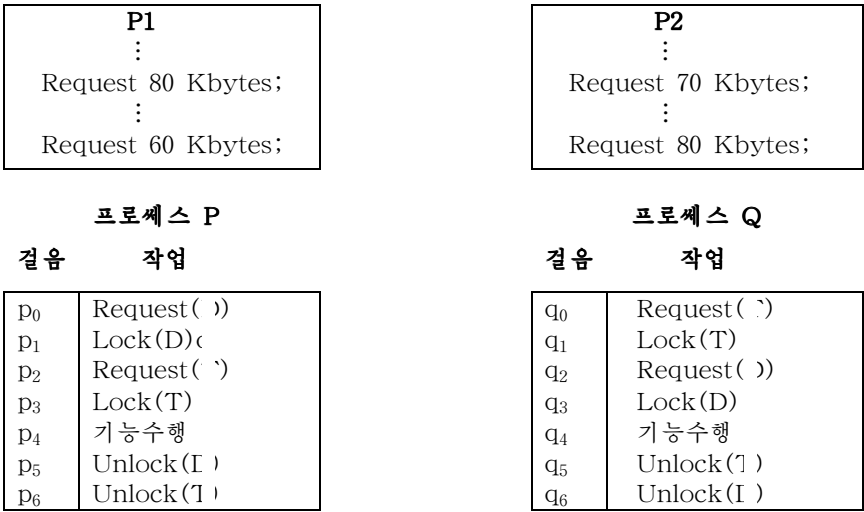 P1
⋮
Request 80 Kbytes;
⋮
Request 60 Kbytes;
P2
⋮
Request 70 Kbytes;
⋮
Request 80 Kbytes;
프로쎄스 P
걸음 작업
p₀ Request( )
p₁ Lock(D)
p₂ Request( )
p₃ Lock(T)
p₄ 기능수행
p₅ Unlock( )
p₆ Unlock( )
프로쎄스 Q
걸음 작업
q₀ Request( )
q₁ Lock(T)
q₂ Request( )
q₃ Lock(D)
q₄ 기능수행
q₅ Unlock( )
q₆ Unlock( )